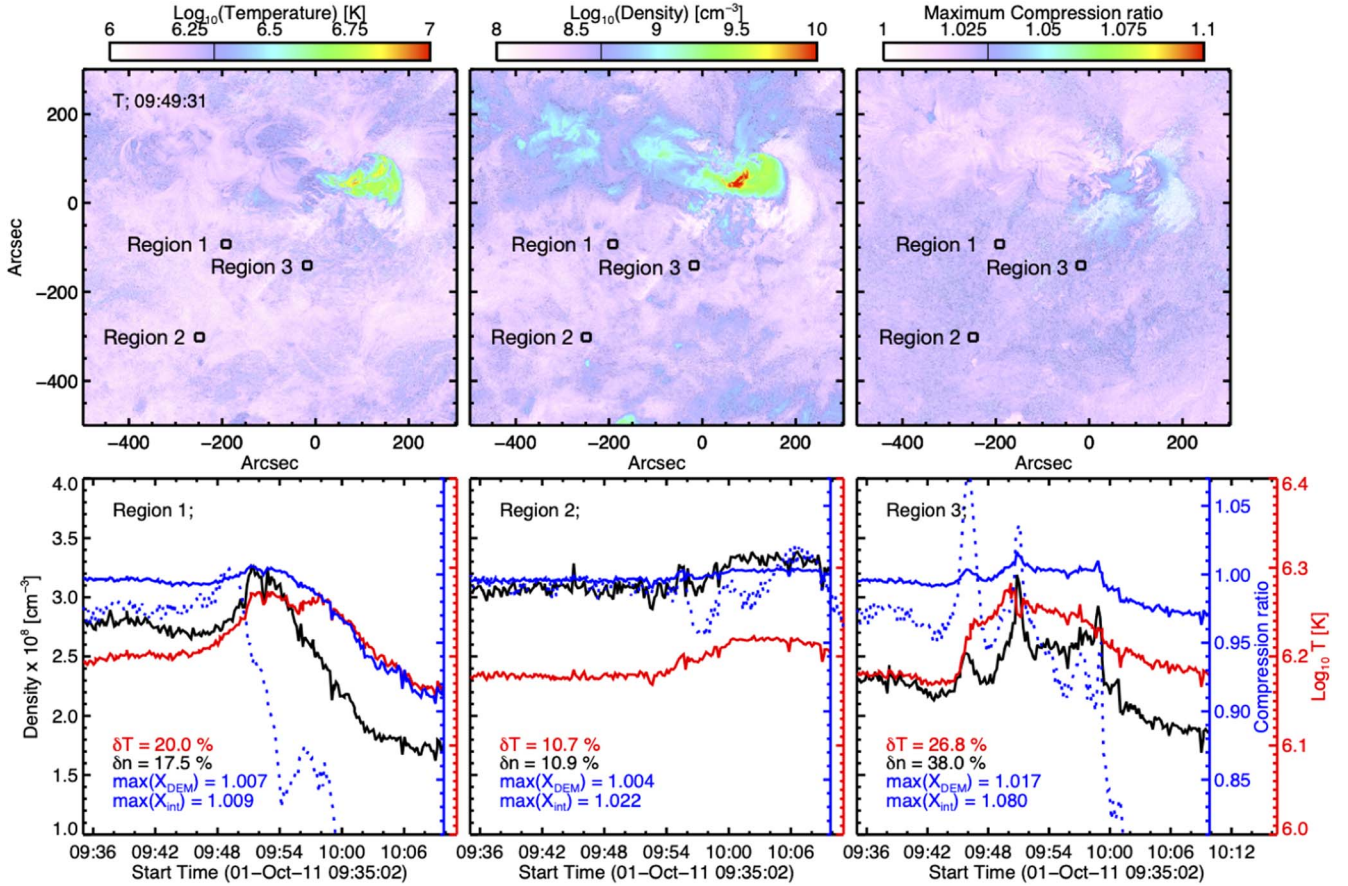 Log₁₀(Temperature) [K]
6 6.25 6.5 6.75 7
Log₁₀(Density) [cm⁻³]
8 8.5 9 9.5 10
Maximum Compression ratio
1 1.025 1.05 1.075 1.1
T; 09:49:31
200
0
−200
−400
Arcsec
Region 1
Region 3
Region 2
Region 1
Region 3
Region 2
Region 1
Region 3
Region 2
−400 −200 0 200
Arcsec
−400 −200 0 200
Arcsec
−400 −200 0 200
Arcsec
4.0
3.5
3.0
2.5
2.0
1.5
1.0
Density x 10⁸ [cm⁻³]
Region 1;
δT = 20.0 %
δn = 17.5 %
max(X_DEM) = 1.007
max(X_int) = 1.009
09:36 09:42 09:48 09:54 10:00 10:06
Start Time (01−Oct−11 09:35:02)
Region 2;
δT = 10.7 %
δn = 10.9 %
max(X_DEM) = 1.004
max(X_int) = 1.022
09:36 09:42 09:48 09:54 10:00 10:06
Start Time (01−Oct−11 09:35:02)
Region 3;
δT = 26.8 %
δn = 38.0 %
max(X_DEM) = 1.017
max(X_int) = 1.080
09:36 09:42 09:48 09:54 10:00 10:06 10:12
Start Time (01−Oct−11 09:35:02)
1.05
1.00
0.95
0.90
0.85
Compression ratio
6.4
6.3
6.2
6.1
6.0
Log₁₀ T [K]